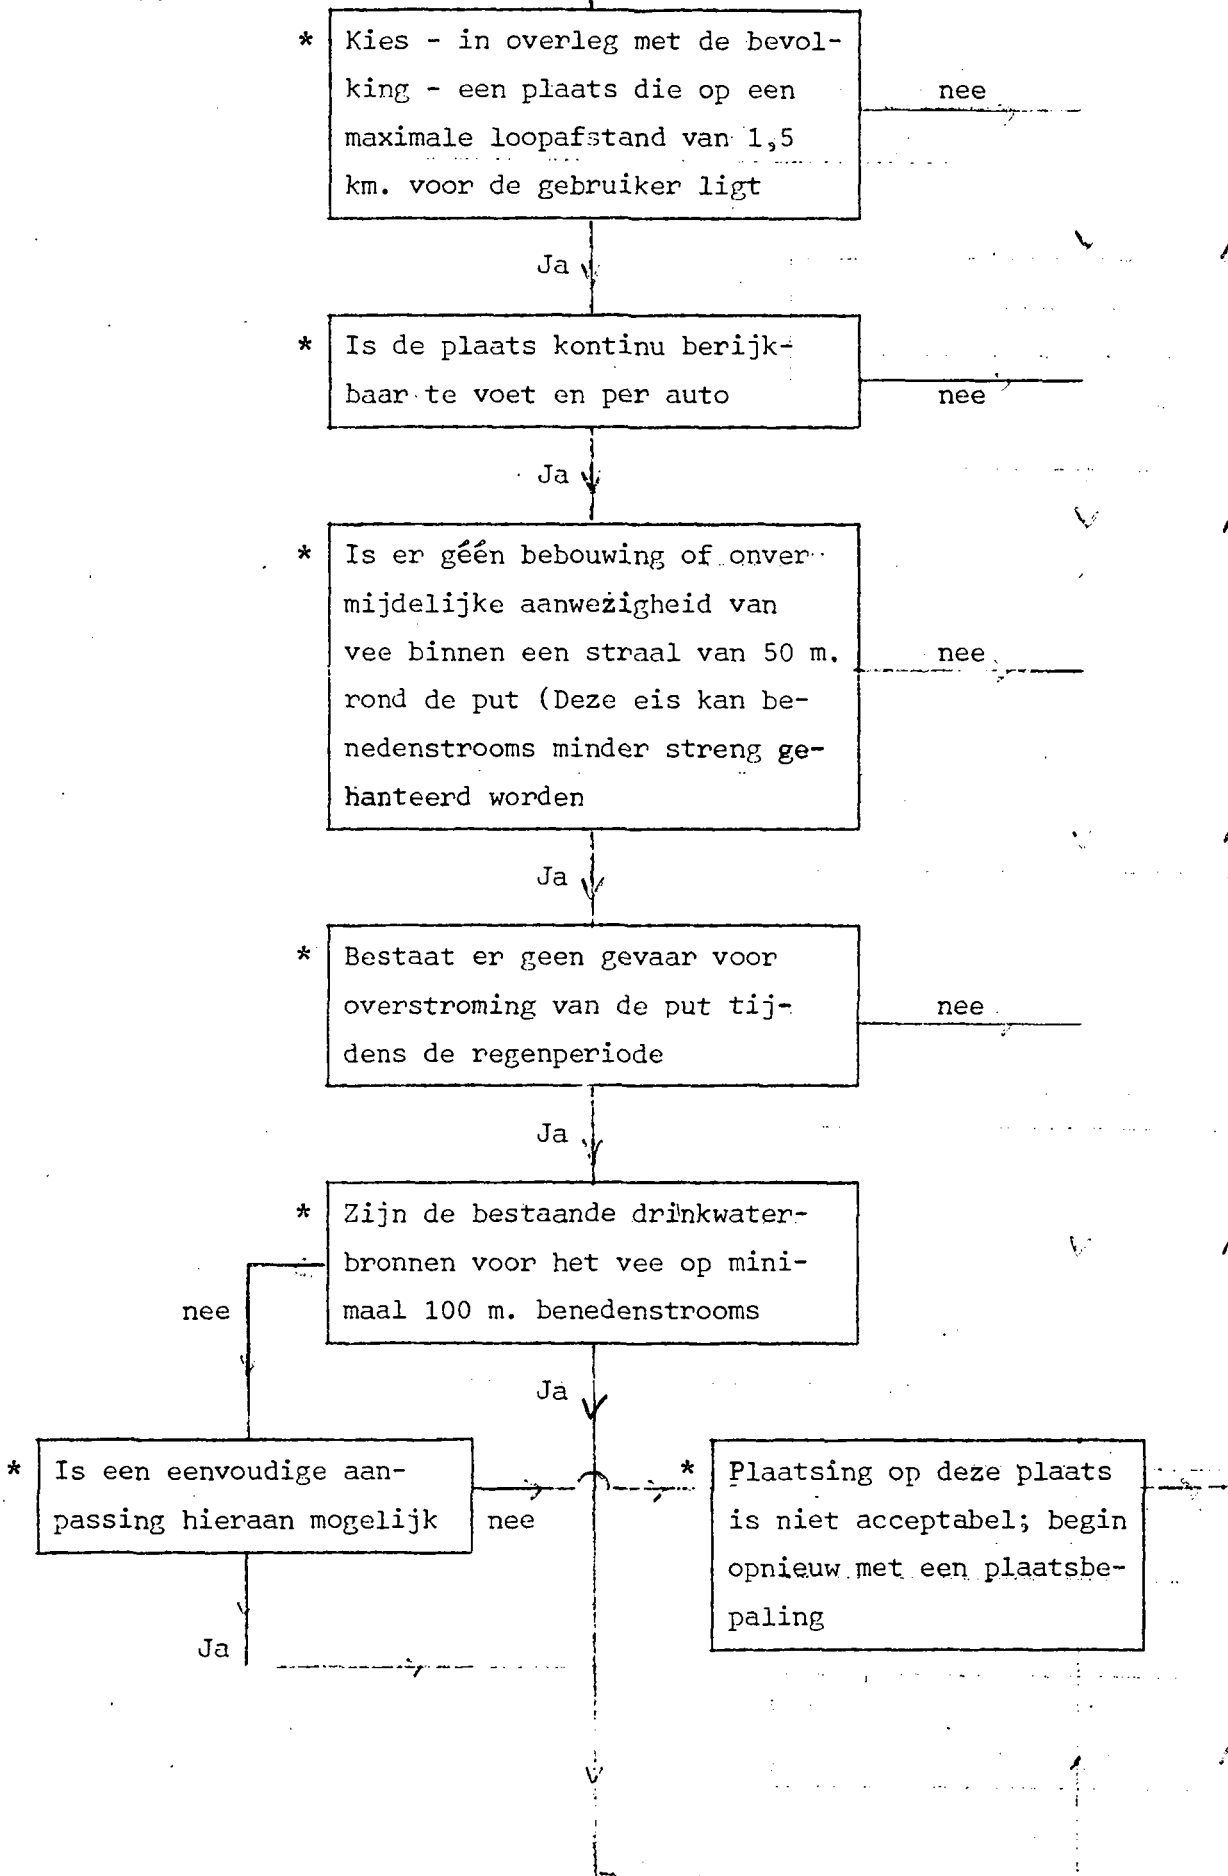 * Kies - in overleg met de bevol-
king - een plaats die op een
maximale loopafstand van 1,5
km. voor de gebruiker ligt
nee
Ja
* Is de plaats kontinu berijk-
baar te voet en per auto
nee
Ja
* Is er géén bebouwing of onver-
mijdelijke aanwezigheid van
vee binnen een straal van 50 m.
rond de put (Deze eis kan be-
nedenstrooms minder streng ge-
hanteerd worden
nee
Ja
* Bestaat er geen gevaar voor
overstroming van de put tij-
dens de regenperiode
nee
Ja
* Zijn de bestaande drinkwater-
bronnen voor het vee op mini-
maal 100 m. benedenstrooms
nee
Ja
* Is een eenvoudige aan-
passing hieraan mogelijk
nee
Ja
* Plaatsing op deze plaats
is niet acceptabel; begin
opnieuw met een plaatsbe-
paling